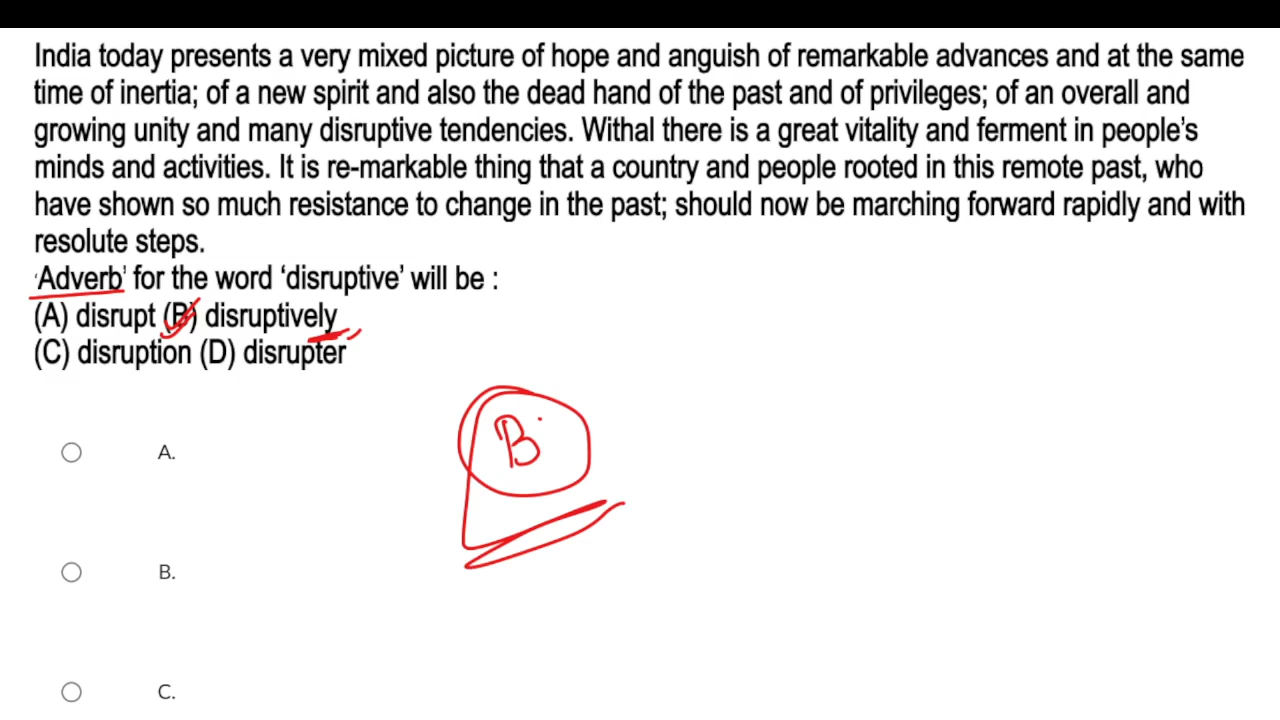 India today presents a very mixed picture of hope and anguish of remarkable advances and at the same
time of inertia; of a new spirit and also the dead hand of the past and of privileges; of an overall and
growing unity and many disruptive tendencies. Withal there is a great vitality and ferment in people's
minds and activities. It is re-markable thing that a country and people rooted in this remote past, who
have shown so much resistance to change in the past; should now be marching forward rapidly and with
resolute steps.
'Adverb' for the word 'disruptive' will be :
(A) disrupt (B) disruptively
(C) disruption (D) disrupter
B
A.
B.
C.